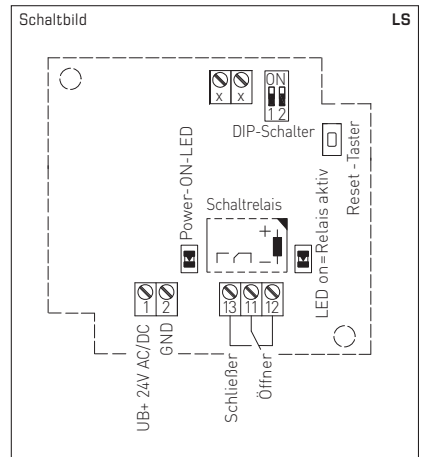 Schaltbild
LS
x x
ON
1 2
DIP-Schalter
Reset -Taster
Power-ON-LED
Schaltrelais
+
–
LED on = Relais aktiv
1 2
13 11 12
UB+ 24V AC/DC
GND
Schließer
Öffner